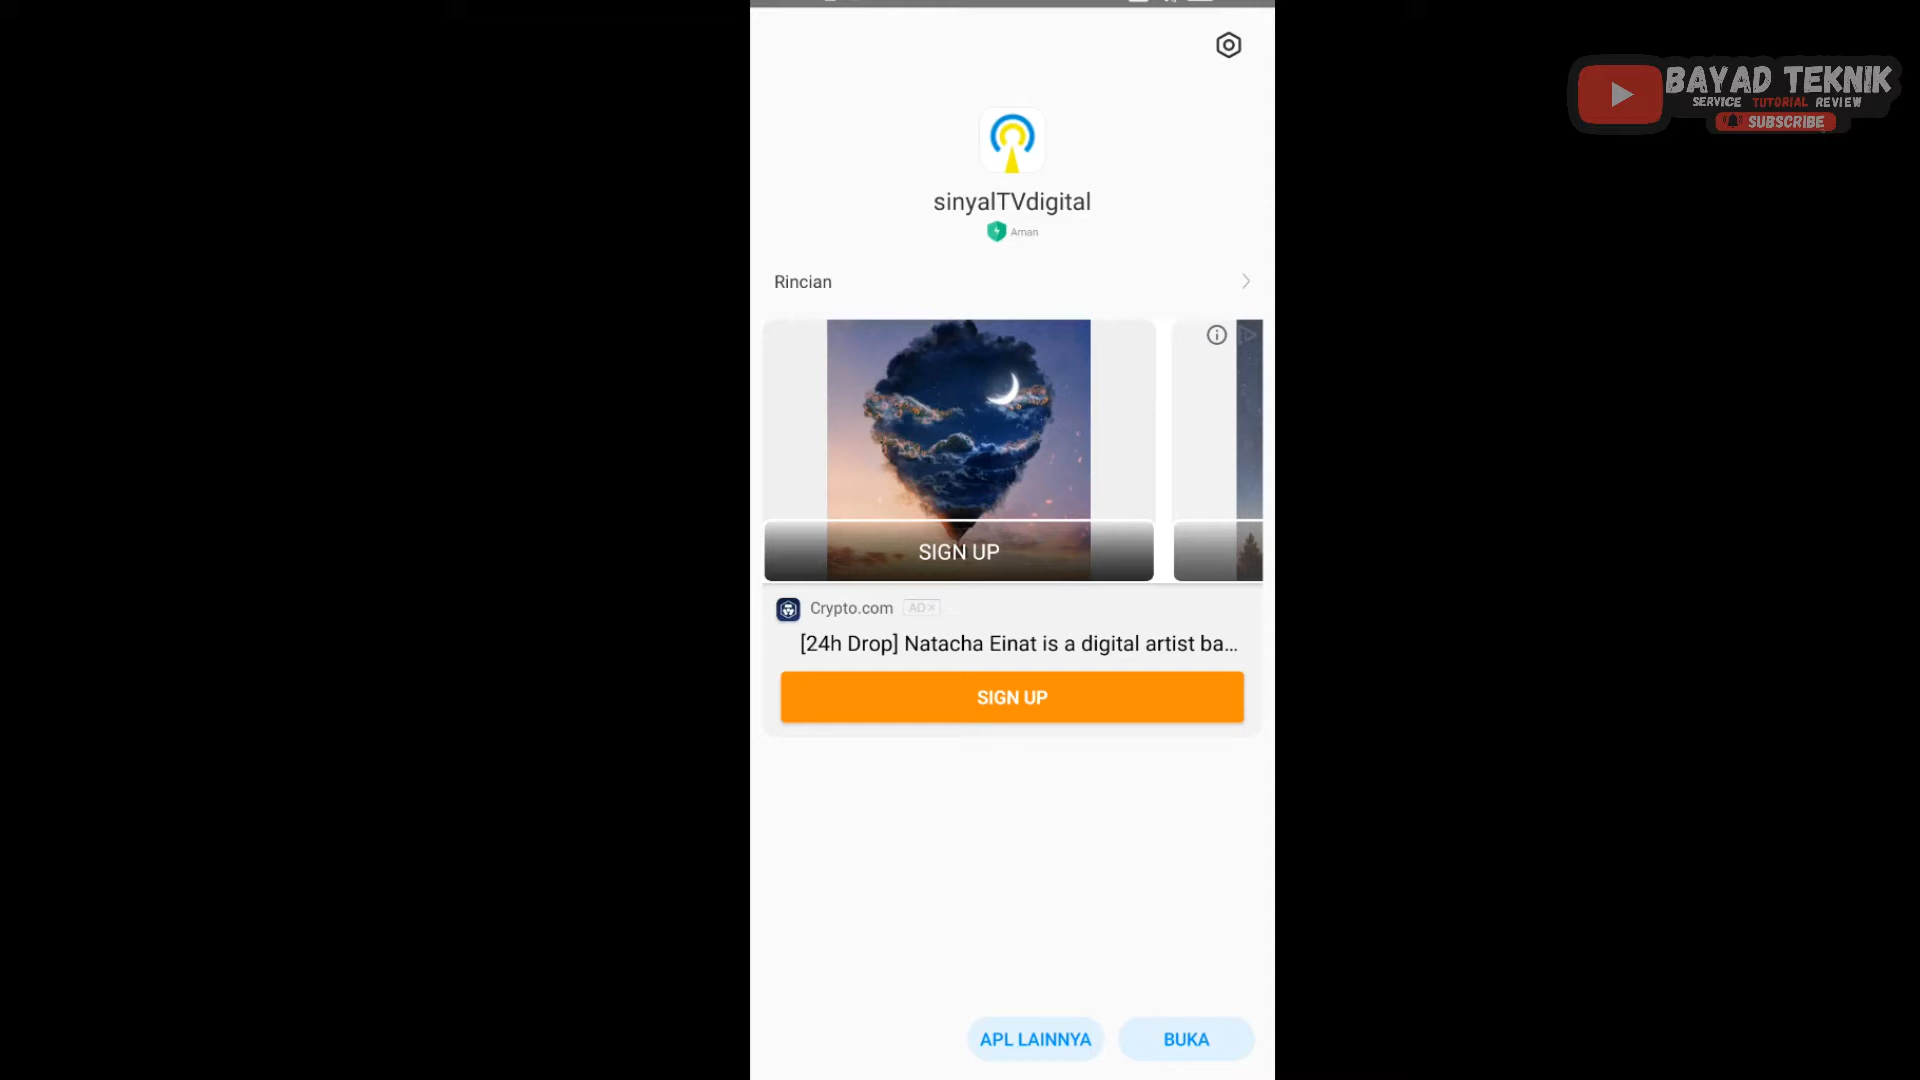 BAYAD TEKNIK
SERVICE TUTORIAL REVIEW
SUBSCRIBE
sinyalTVdigital
Aman
Rincian
SIGN UP
Crypto.com AD×
[24h Drop] Natacha Einat is a digital artist ba...
SIGN UP
APL LAINNYA BUKA